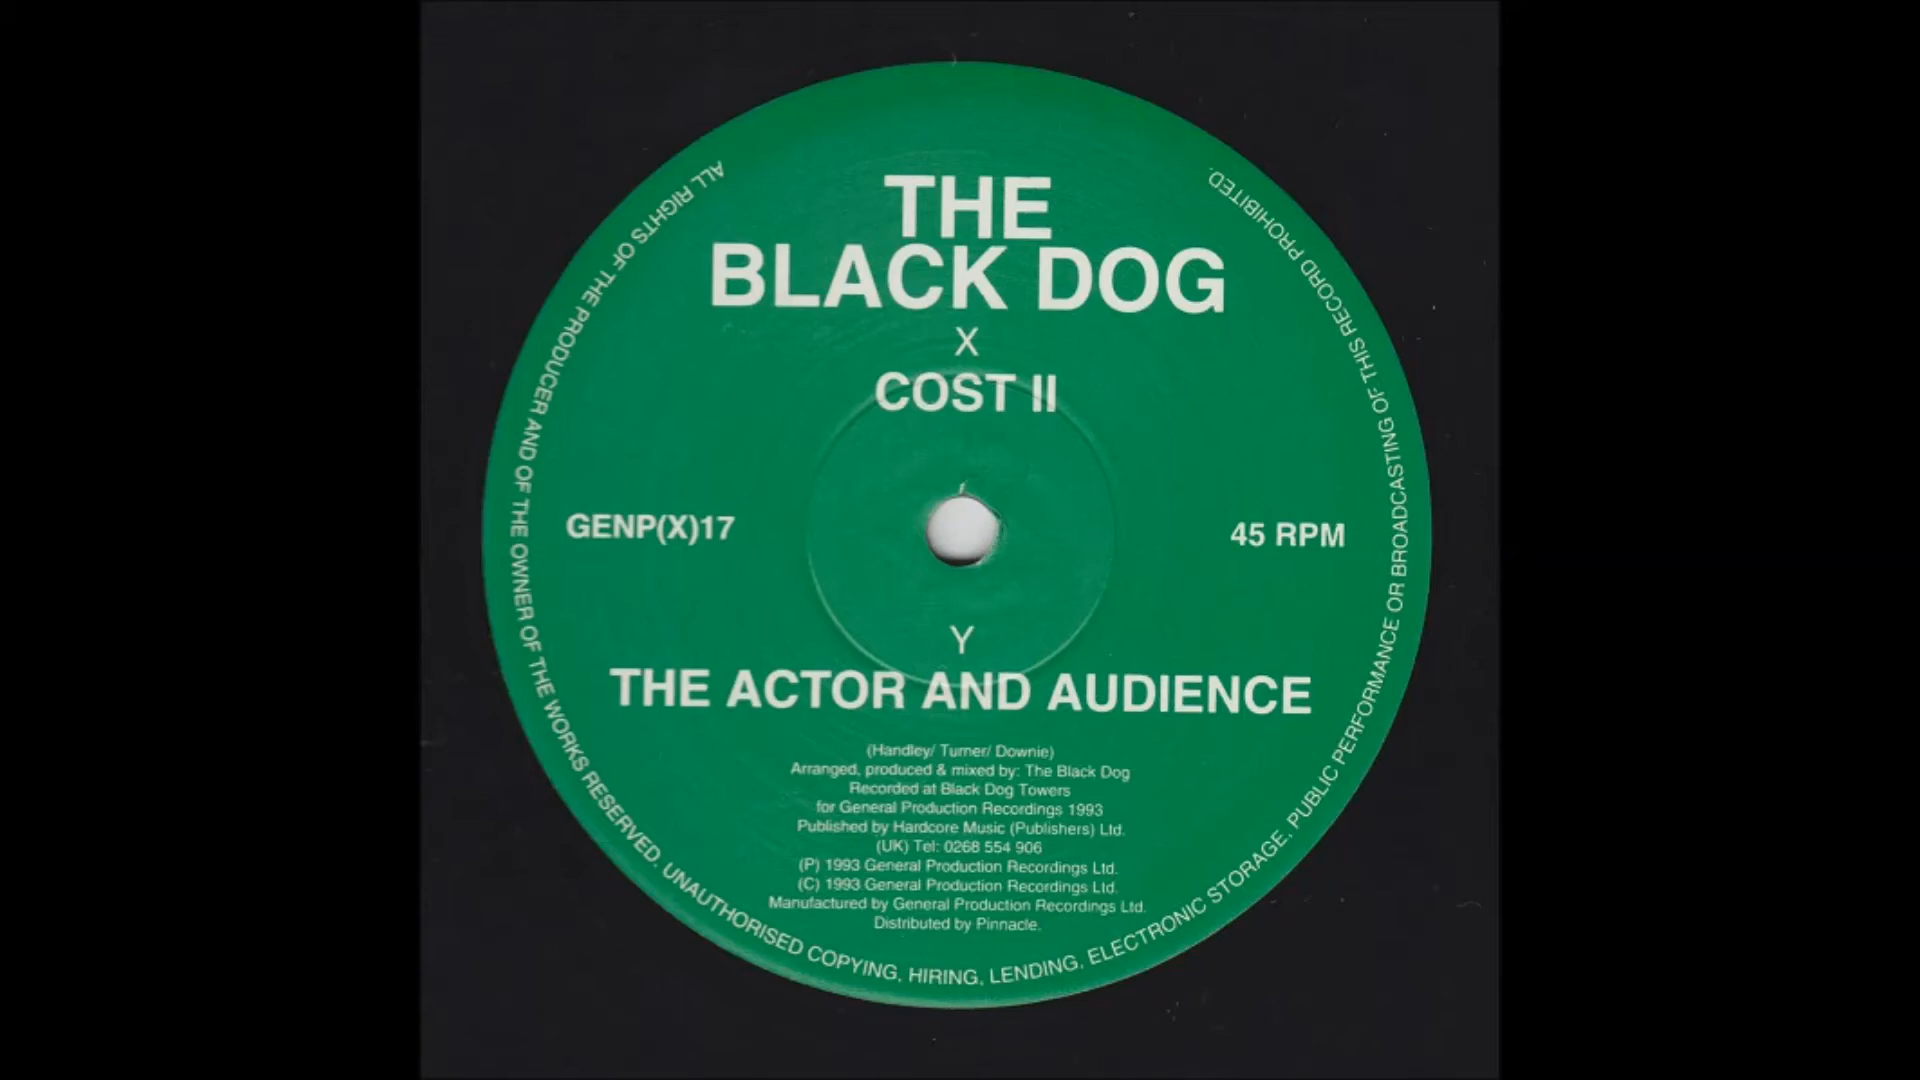 THE
BLACK DOG
X
COST II
GENP(X)17
45 RPM
Y
THE ACTOR AND AUDIENCE
(Handley/ Turner/ Downie)
Arranged, produced & mixed by: The Black Dog
Recorded at Black Dog Towers
for General Production Recordings 1993
Published by Hardcore Music (Publishers) Ltd.
(UK) Tel: 0268 554 906
(P) 1993 General Production Recordings Ltd.
(C) 1993 General Production Recordings Ltd.
Manufactured by General Production Recordings Ltd.
Distributed by Pinnacle.
ALL RIGHTS OF THE PRODUCER AND OF THE OWNER OF THE WORKS RESERVED. UNAUTHORISED COPYING, HIRING, LENDING, ELECTRONIC STORAGE, PUBLIC PERFORMANCE OR BROADCASTING OF THIS RECORD PROHIBITED.